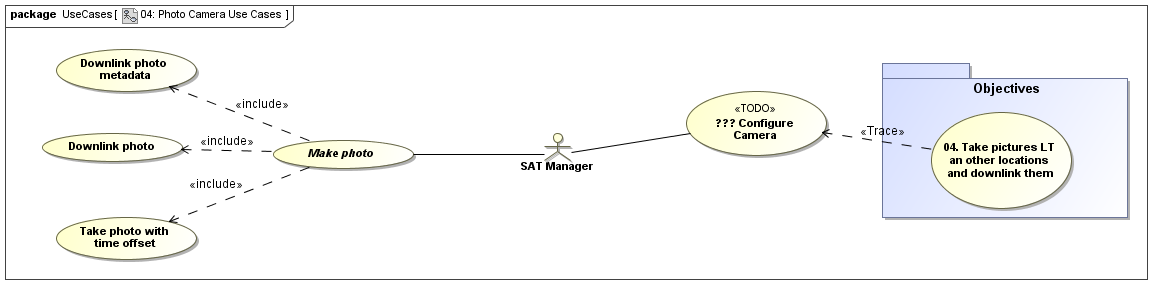 package UseCases [ 04: Photo Camera Use Cases ]
Downlink photo
metadata
«include»
Downlink photo
«include»
Make photo
«include»
Take photo with
time offset
SAT Manager
«TODO»
??? Configure
Camera
«Trace»
Objectives
04. Take pictures LT
an other locations
and downlink them